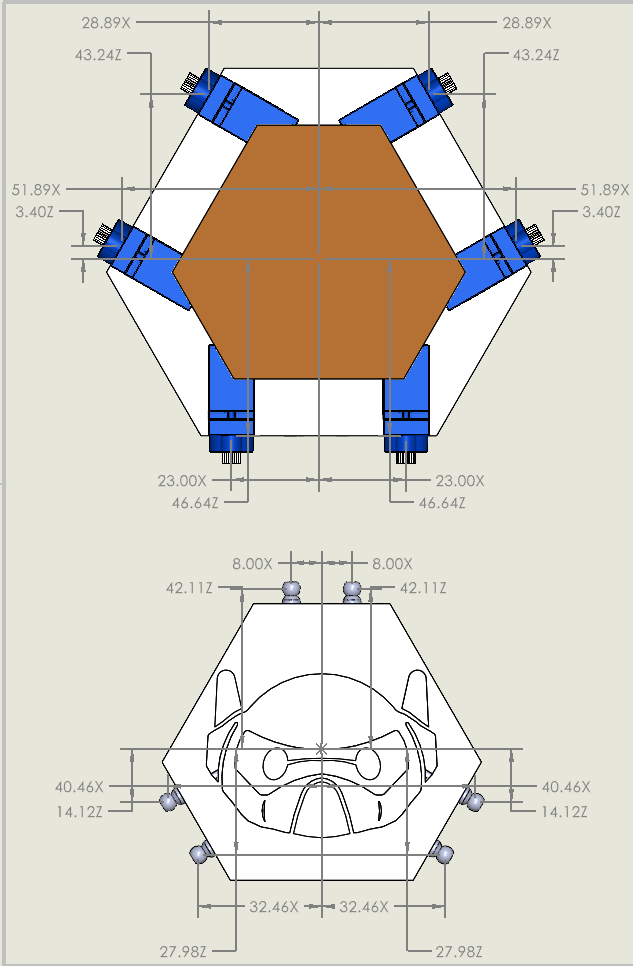 28.89X 28.89X
43.24Z 43.24Z
51.89X 51.89X
3.40Z 3.40Z
23.00X 23.00X
46.64Z 46.64Z
8.00X 8.00X
42.11Z 42.11Z
40.46X 40.46X
14.12Z 14.12Z
32.46X 32.46X
27.98Z 27.98Z